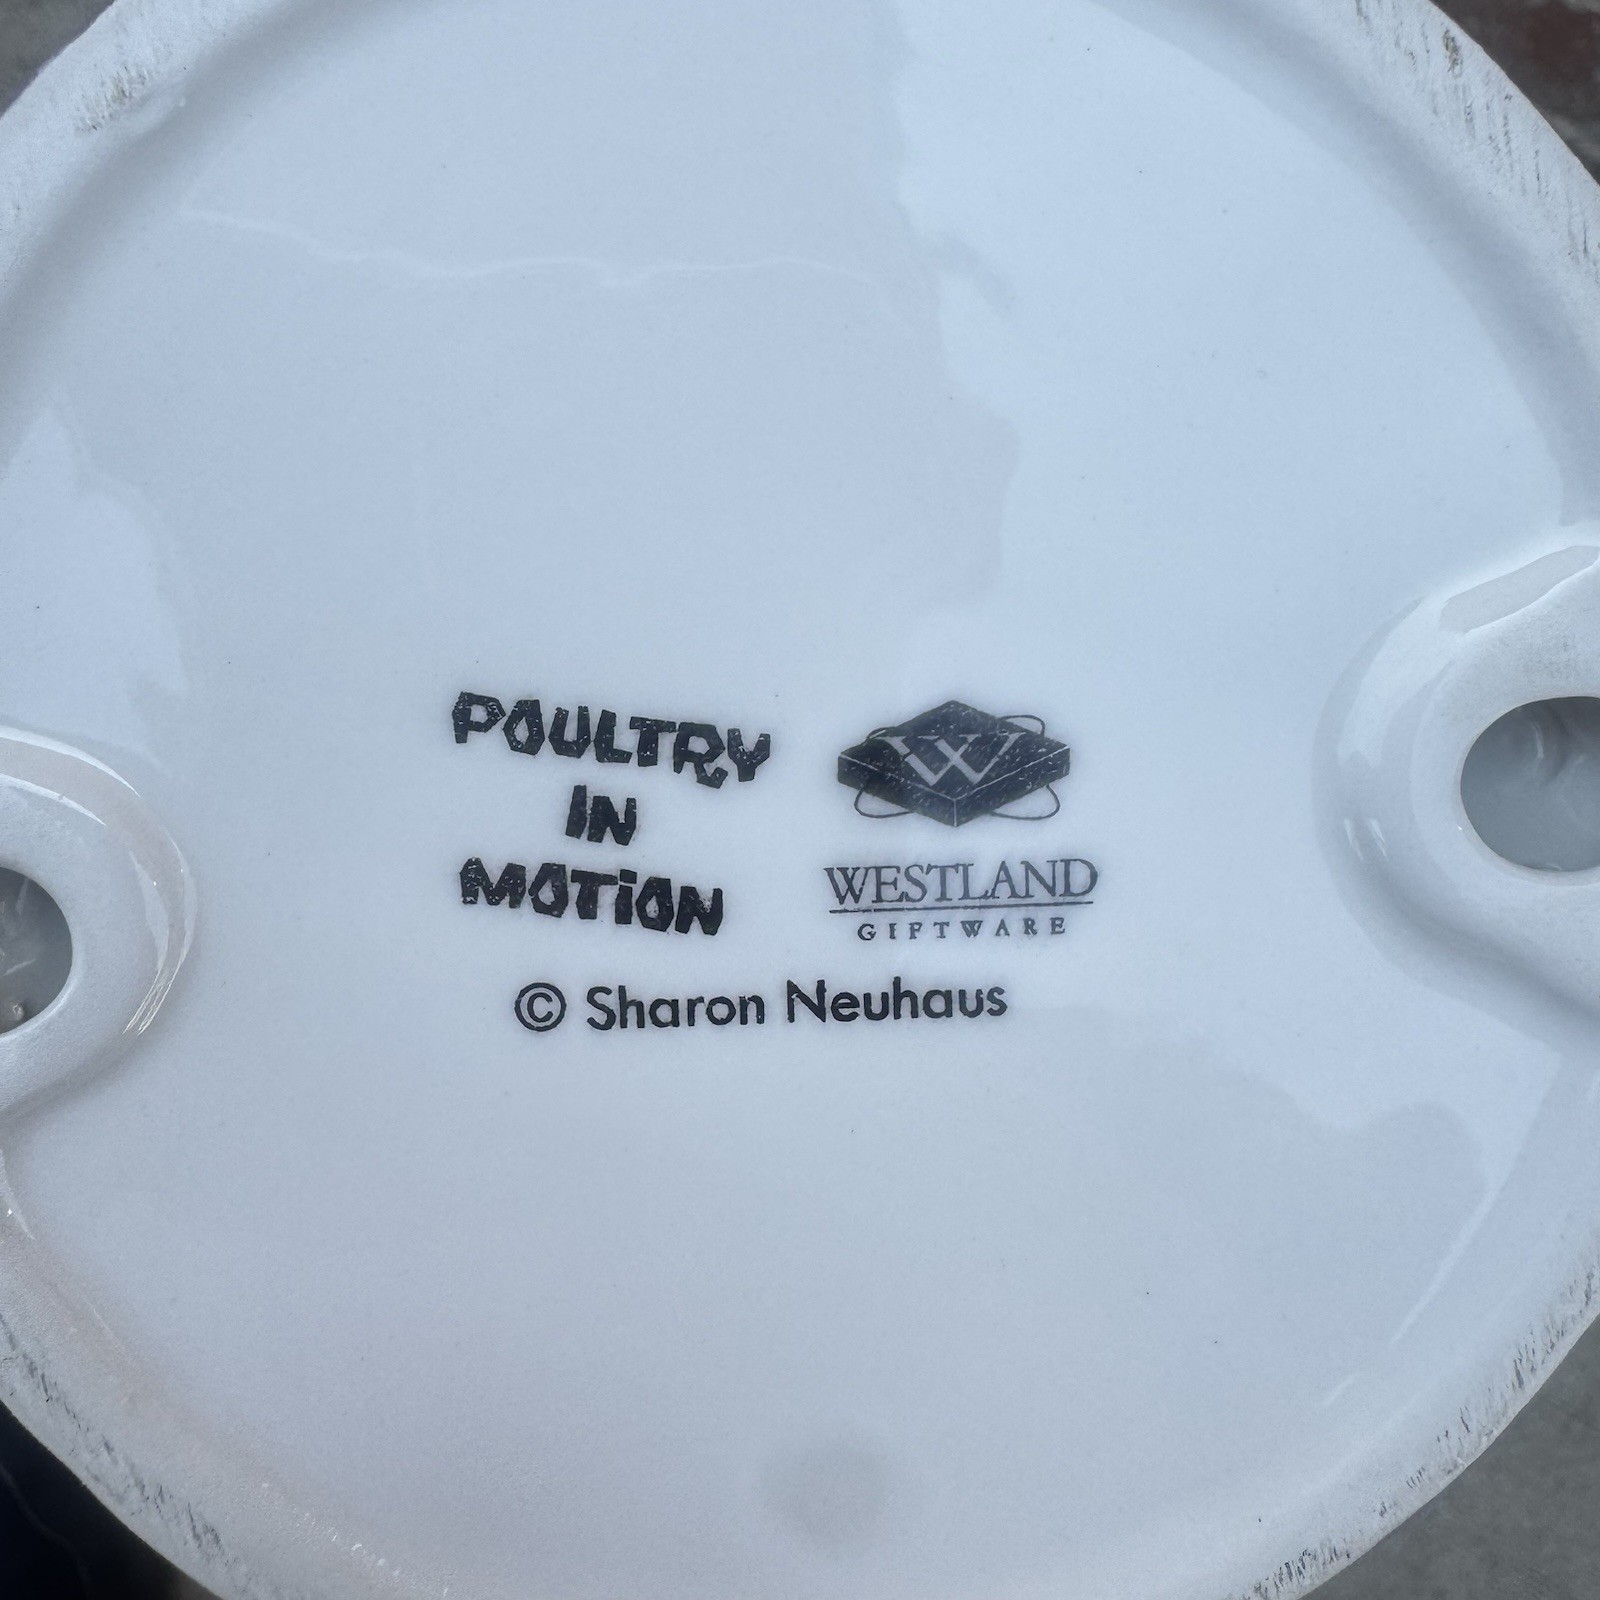 POULTRY
IN
MOTION
W
WESTLAND
GIFTWARE
© Sharon Neuhaus